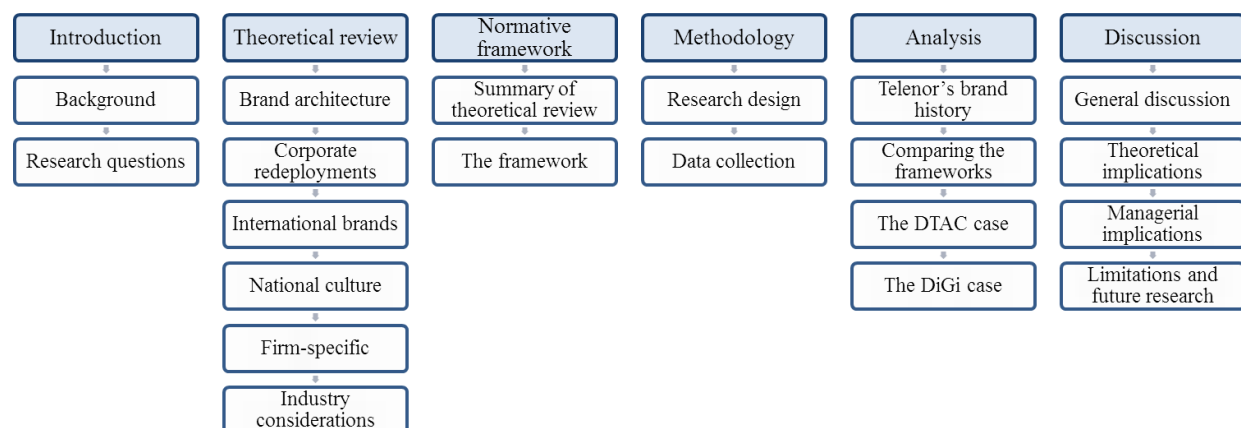 Introduction
Background
Research questions
Theoretical review
Brand architecture
Corporate
redeployments
International brands
National culture
Firm-specific
Industry
considerations
Normative
framework
Summary of
theoretical review
The framework
Methodology
Research design
Data collection
Analysis
Telenor's brand
history
Comparing the
frameworks
The DTAC case
The DiGi case
Discussion
General discussion
Theoretical
implications
Managerial
implications
Limitations and
future research